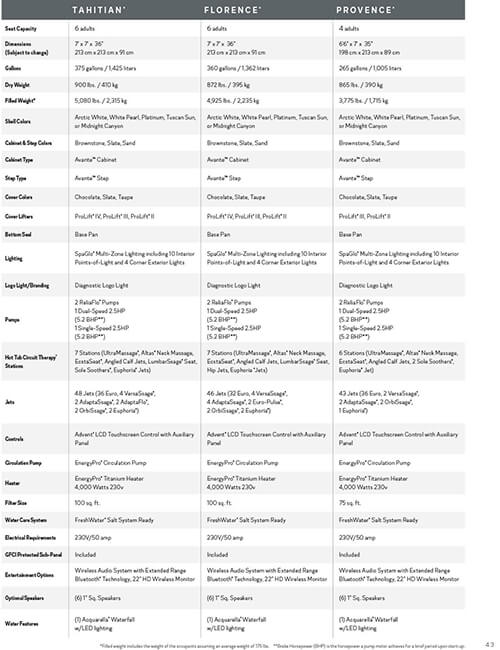 TAHITIAN® FLORENCE® PROVENCE®
Seat Capacity 6 adults 6 adults 4 adults
Dimensions 7' x 7' x 36" 7' x 7' x 36" 6'6" x 7' x 35"
(Subject to change) 213 cm x 213 cm x 91 cm 213 cm x 213 cm x 91 cm 198 cm x 213 cm x 89 cm
Gallons 375 gallons / 1,425 liters 360 gallons / 1,362 liters 265 gallons / 1,005 liters
Dry Weight 900 lbs. / 410 kg 872 lbs. / 395 kg 865 lbs. / 390 kg
Filled Weight* 5,080 lbs. / 2,315 kg 4,925 lbs. / 2,235 kg 3,775 lbs. / 1,715 kg
Shell Colors Arctic White, White Pearl, Platinum, Tuscan Sun, Arctic White, White Pearl, Platinum, Tuscan Sun, Arctic White, White Pearl, Platinum, Tuscan Sun,
or Midnight Canyon or Midnight Canyon or Midnight Canyon
Cabinet & Step Colors Brownstone, Slate, Sand Brownstone, Slate, Sand Brownstone, Slate, Sand
Cabinet Type Avante™ Cabinet Avante™ Cabinet Avante™ Cabinet
Step Type Avante™ Step Avante™ Step Avante™ Step
Cover Colors Chocolate, Slate, Taupe Chocolate, Slate, Taupe Chocolate, Slate, Taupe
Cover Lifters ProLift® IV, ProLift® III, ProLift® II ProLift® IV, ProLift® III, ProLift® II ProLift® III, ProLift® II
Bottom Seal Base Pan Base Pan Base Pan
Lighting SpaGlo® Multi-Zone Lighting including 10 Interior SpaGlo® Multi-Zone Lighting including 10 Interior SpaGlo® Multi-Zone Lighting including 10 Interior
Points-of-Light and 4 Corner Exterior Lights Points-of-Light and 4 Corner Exterior Lights Points-of-Light and 4 Corner Exterior Lights
Logo Light/Branding Diagnostic Logo Light Diagnostic Logo Light Diagnostic Logo Light
2 ReliaFlo® Pumps 2 ReliaFlo® Pumps 2 ReliaFlo® Pumps
1 Dual-Speed 2.5HP 1 Dual-Speed 2.5HP 1 Dual-Speed 2.5HP
Pumps (5.2 BHP**) (5.2 BHP**) (5.2 BHP**)
1 Single-Speed 2.5HP 1 Single-Speed 2.5HP 1 Single-Speed 2.5HP
(5.2 BHP**) (5.2 BHP**) (5.2 BHP**)
Hot Tub Circuit Therapy® 7 Stations (UltraMassage®, Altas® Neck Massage, 7 Stations (UltraMassage®, Altas® Neck Massage, 6 Stations (UltraMassage®, Altas® Neck Massage,
Stations EcstaSeat®, Angled Calf Jets, LumbarSsage® Seat, EcstaSeat®, Angled Calf Jets, LumbarSsage® Seat, EcstaSeat®, Angled Calf Jets, 2 Sole Soothers®,
Sole Soothers®, Euphoria® Jets) Hip Jets, Euphoria® Jets) Euphoria® Jet)
48 Jets (36 Euro, 4 VersaSsage®, 46 Jets (32 Euro, 4 VersaSsage®, 43 Jets (36 Euro, 2 VersaSsage®,
Jets 2 AdaptaSsage®, 2 AdaptaFlo®, 4 AdaptaSsage®, 2 Euro-Pulse®, 2 AdaptaSsage®, 2 OrbiSsage®,
2 OrbiSsage®, 2 Euphoria®) 2 OrbiSsage®, 2 Euphoria®) 1 Euphoria®)
Controls Advent® LCD Touchscreen Control with Auxiliary Advent® LCD Touchscreen Control with Auxiliary Advent® LCD Touchscreen Control with Auxiliary
Panel Panel Panel
Circulation Pump EnergyPro® Circulation Pump EnergyPro® Circulation Pump EnergyPro® Circulation Pump
Heater EnergyPro® Titanium Heater EnergyPro® Titanium Heater EnergyPro® Titanium Heater
4,000 Watts 230v 4,000 Watts 230v 4,000 Watts 230v
Filter Size 100 sq. ft. 100 sq. ft. 75 sq. ft.
Water Care System FreshWater® Salt System Ready FreshWater® Salt System Ready FreshWater® Salt System Ready
Electrical Requirements 230V/50 amp 230V/50 amp 230V/50 amp
GFCI Protected Sub-Panel Included Included Included
Entertainment Options Wireless Audio System with Extended Range Wireless Audio System with Extended Range Wireless Audio System with Extended Range
Bluetooth® Technology, 22" HD Wireless Monitor Bluetooth® Technology, 22" HD Wireless Monitor Bluetooth® Technology, 22" HD Wireless Monitor
Optional Speakers (6) 1" Sq. Speakers (6) 1" Sq. Speakers (6) 1" Sq. Speakers
Water Features (1) Acquarella® Waterfall (1) Acquarella® Waterfall (1) Acquarella® Waterfall
w/LED lighting w/LED lighting w/LED lighting
*Filled weight includes the weight of the occupants assuming an average weight of 175 lbs. **Brake Horsepower (BHP) is the horsepower a pump motor achieves for a brief period upon start up. 43